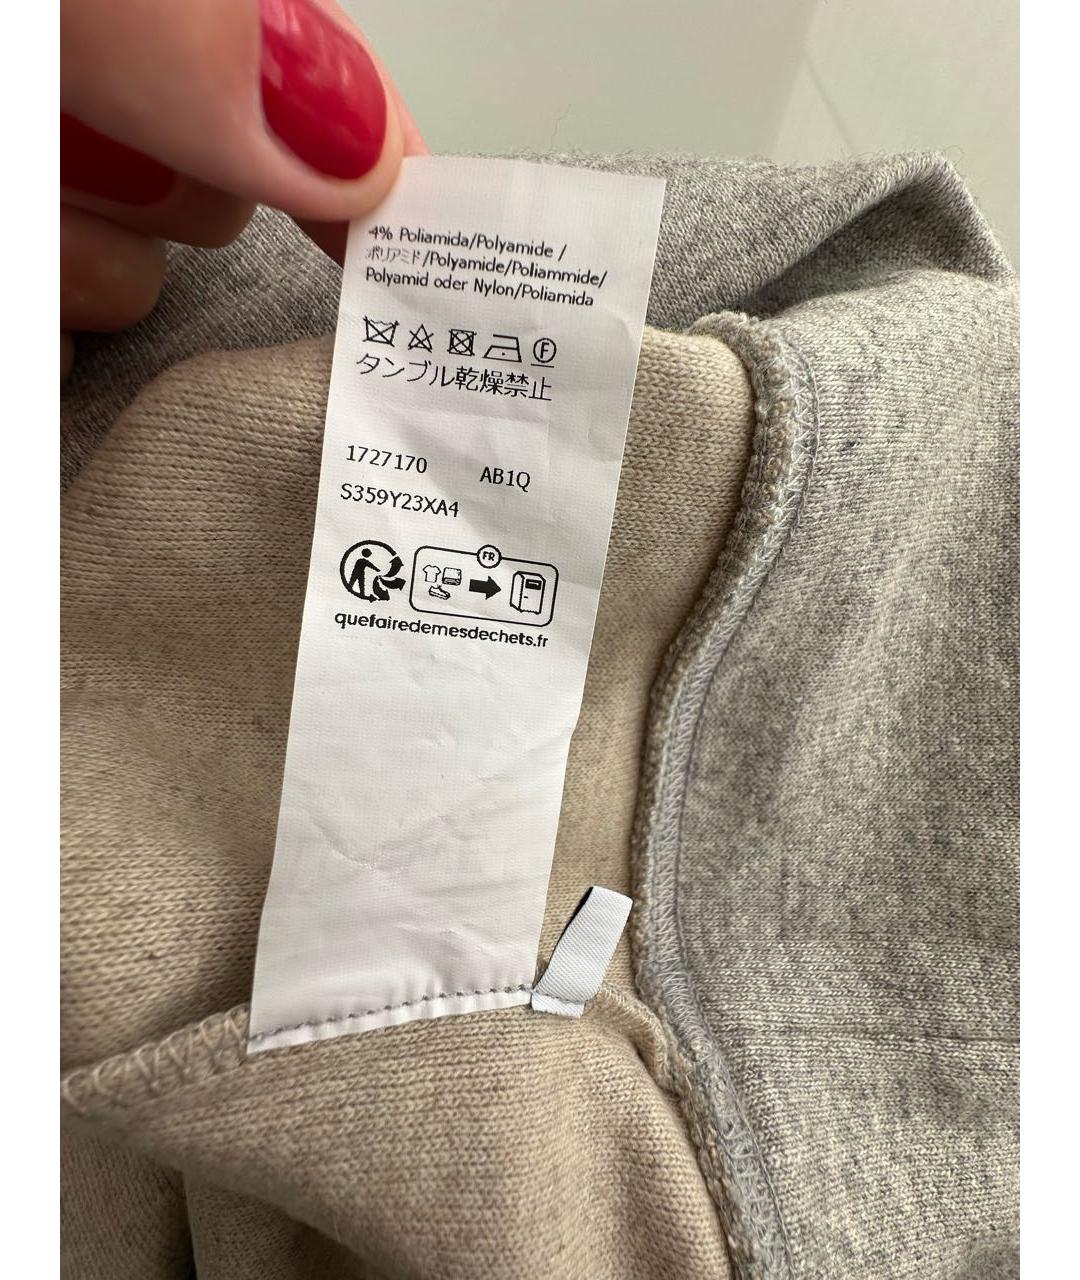 4% Poliamida/Polyamide /
ポリアミド/Polyamide/Poliammide/
Polyamid oder Nylon/Poliamida
F
タンブル乾燥禁止
1727170 AB1Q
S359Y23XA4
FR
quefairedemesdechets.fr